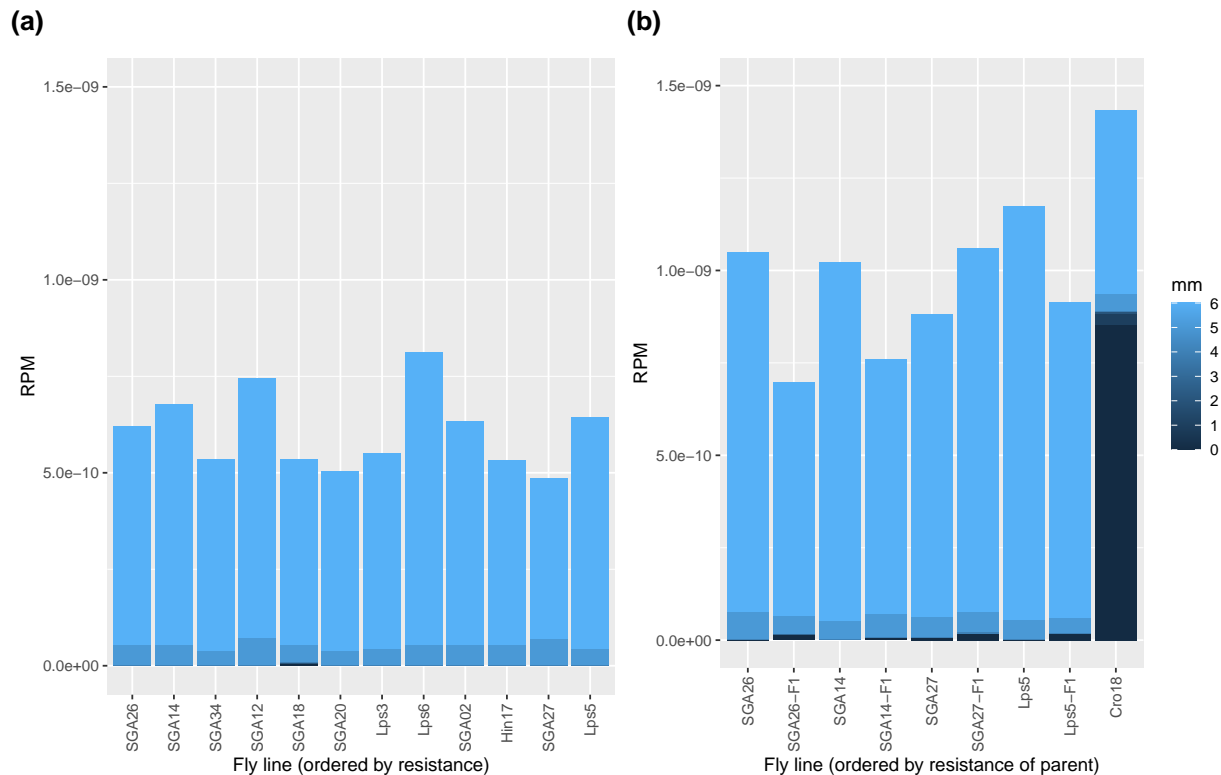 (a)
RPM
1.5e−09
1.0e−09
5.0e−10
0.0e+00
SGA26
SGA14
SGA34
SGA12
SGA18
SGA20
Lps3
Lps6
SGA02
Hin17
SGA27
Lps5
Fly line (ordered by resistance)
(b)
RPM
1.5e−09
1.0e−09
5.0e−10
0.0e+00
SGA26
SGA26−F1
SGA14
SGA14−F1
SGA27
SGA27−F1
Lps5
Lps5−F1
Cro18
Fly line (ordered by resistance of parent)
mm
6
5
4
3
2
1
0